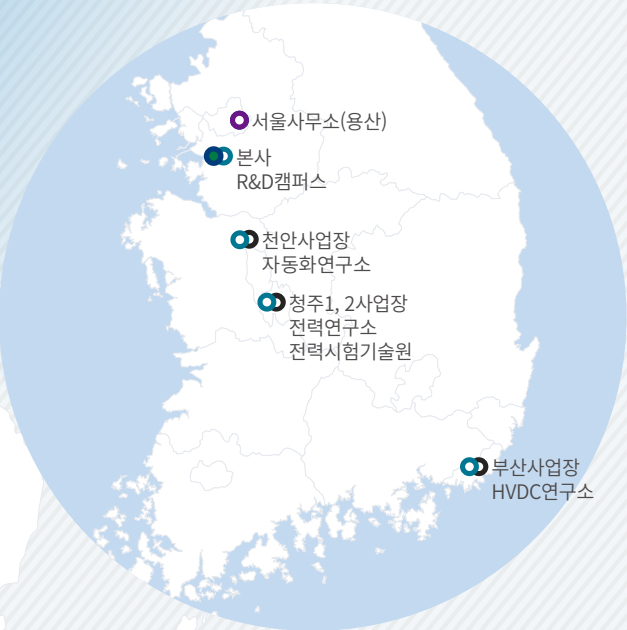 서울사무소(용산)
본사
R&D캠퍼스
천안사업장
자동화연구소
청주1, 2사업장
전력연구소
전력시험기술원
부산사업장
HVDC연구소